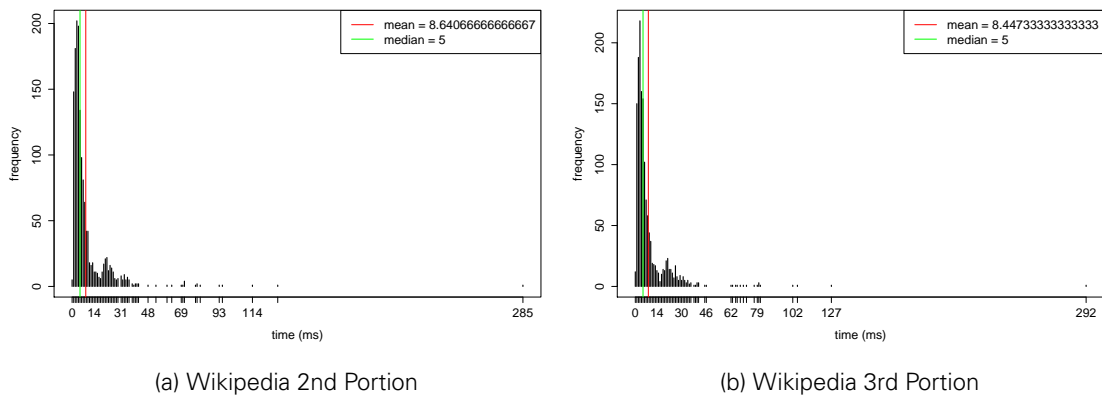 mean = 8.64066666666667
median = 5
frequency
200
150
100
50
0
0 14 31 48 69 93 114 285
time (ms)
(a) Wikipedia 2nd Portion
mean = 8.44733333333333
median = 5
frequency
200
150
100
50
0
0 14 30 46 62 79 102 127 292
time (ms)
(b) Wikipedia 3rd Portion